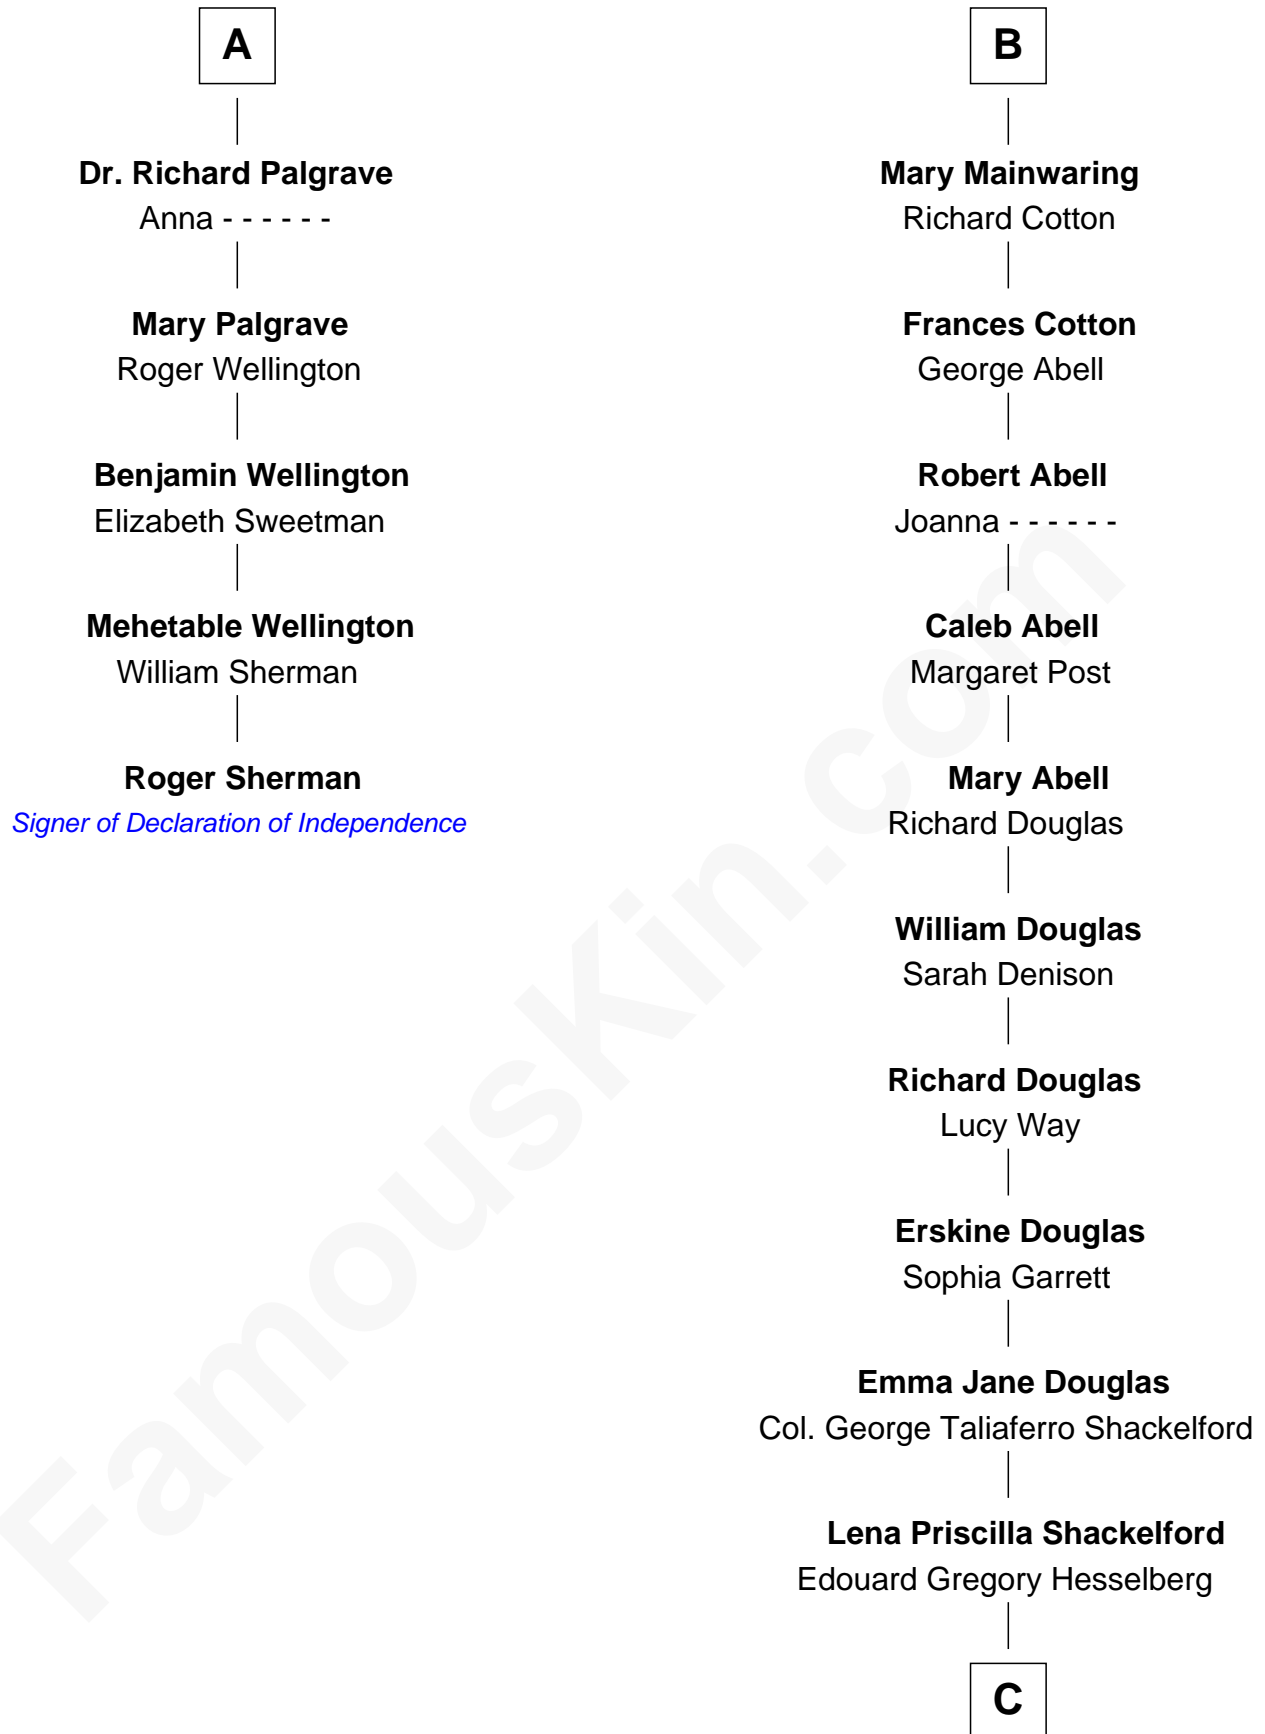 A
Dr. Richard Palgrave
Anna - - - - - -
Mary Palgrave
Roger Wellington
Benjamin Wellington
Elizabeth Sweetman
Mehetable Wellington
William Sherman
Roger Sherman
Signer of Declaration of Independence
B
Mary Mainwaring
Richard Cotton
Frances Cotton
George Abell
Robert Abell
Joanna - - - - - -
Caleb Abell
Margaret Post
Mary Abell
Richard Douglas
William Douglas
Sarah Denison
Richard Douglas
Lucy Way
Erskine Douglas
Sophia Garrett
Emma Jane Douglas
Col. George Taliaferro Shackelford
Lena Priscilla Shackelford
Edouard Gregory Hesselberg
C
FamousKin.com